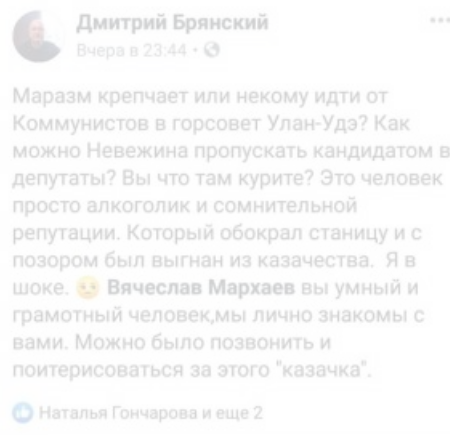 Дмитрий Брянский
Вчера в 23:44 ·
Маразм крепчает или некому идти от
Коммунистов в горсовет Улан-Удэ? Как
можно Невежина пропускать кандидатом в
депутаты? Вы что там курите? Это человек
просто алкоголик и сомнительной
репутации. Который обокрал станицу и с
позором был выгнан из казачества. Я в
шоке. 😳 Вячеслав Мархаев вы умный и
грамотный человек,мы лично знакомы с
вами. Можно было позвонить и
поитерисоваться за этого "казачка".
Наталья Гончарова и еще 2